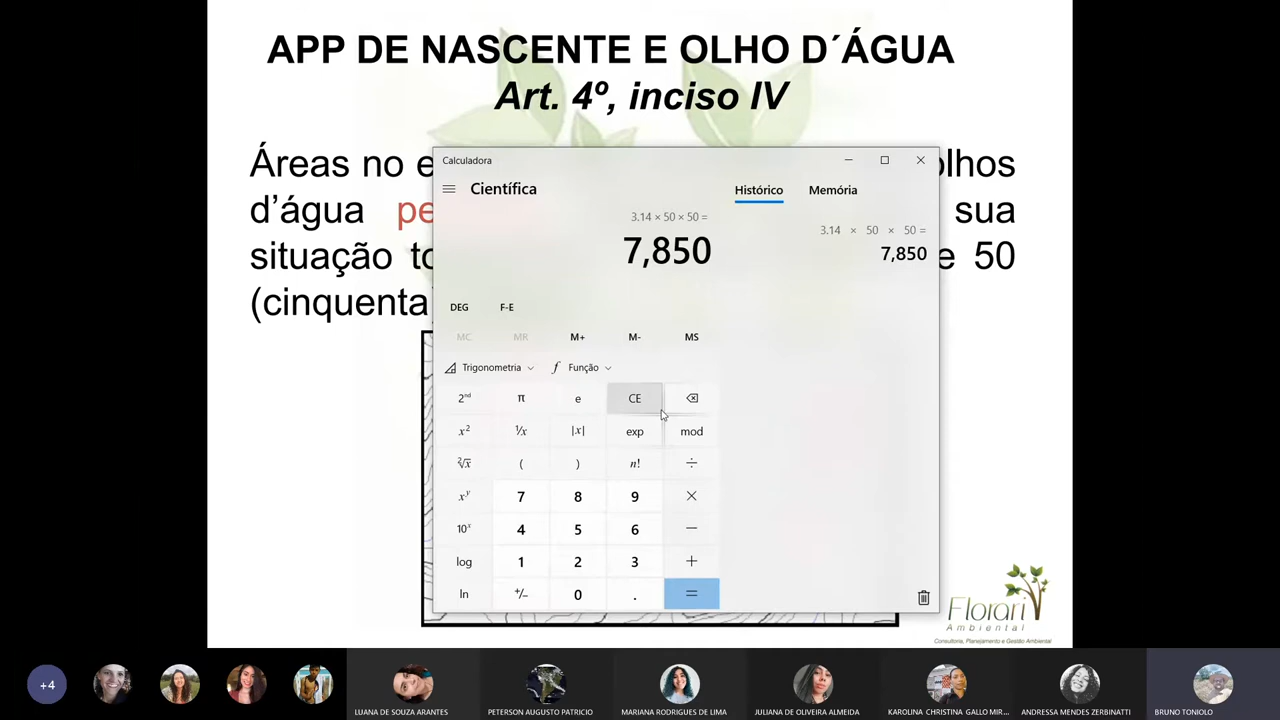 APP DE NASCENTE E OLHO D´ÁGUA
Art. 4º, inciso IV
Áreas no e olhos
d’água pe sua
situação to e 50
(cinquenta
Calculadora
Científica
Histórico Memória
3.14 × 50 × 50 =
7,850
3.14 × 50 × 50 =
7,850
DEG F-E
MC MR M+ M- MS
Trigonometria f Função
2nd π e CE
x² ¹/x |x| exp mod
²√x ( ) n! ÷
xʸ 7 8 9 ×
10ˣ 4 5 6 −
log 1 2 3 +
ln +/− 0 . =
Florari
Ambiental
Consultoria, Planejamento e Gestão Ambiental
+4
LUANA DE SOUZA ARANTES
PETERSON AUGUSTO PATRICIO
MARIANA RODRIGUES DE LIMA
JULIANA DE OLIVEIRA ALMEIDA
KAROLINA CHRISTINA GALLO MIR...
ANDRESSA MENDES ZERBINATTI
BRUNO TONIOLO